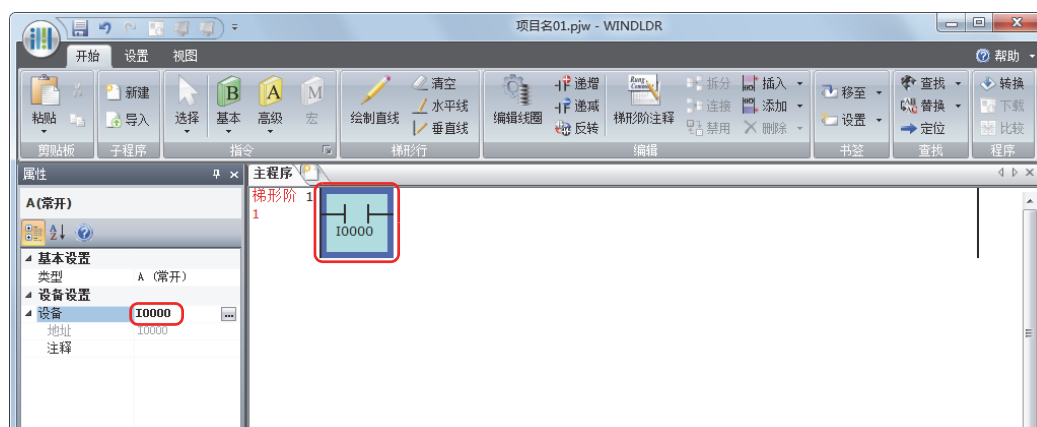 项目名01.pjw - WINDLDR
开始 设置 视图 帮助
粘贴 新建 导入 选择 B 基本 A 高级 M 宏 绘制直线 清空 水平线 垂直线 编辑线圈 递增 递减 反转 Rung Comment 梯形阶注释 拆分 连接 禁用 插入 添加 删除 移至 设置 查找 替换 定位 转换 下载 比较
剪贴板 子程序 指令 梯形行 编辑 书签 查找 程序
属性 主程序
A(常开) 梯形阶 1
1
I0000
基本设置
类型 A (常开)
设备设置
设备 I0000 ...
地址 I0000
注释